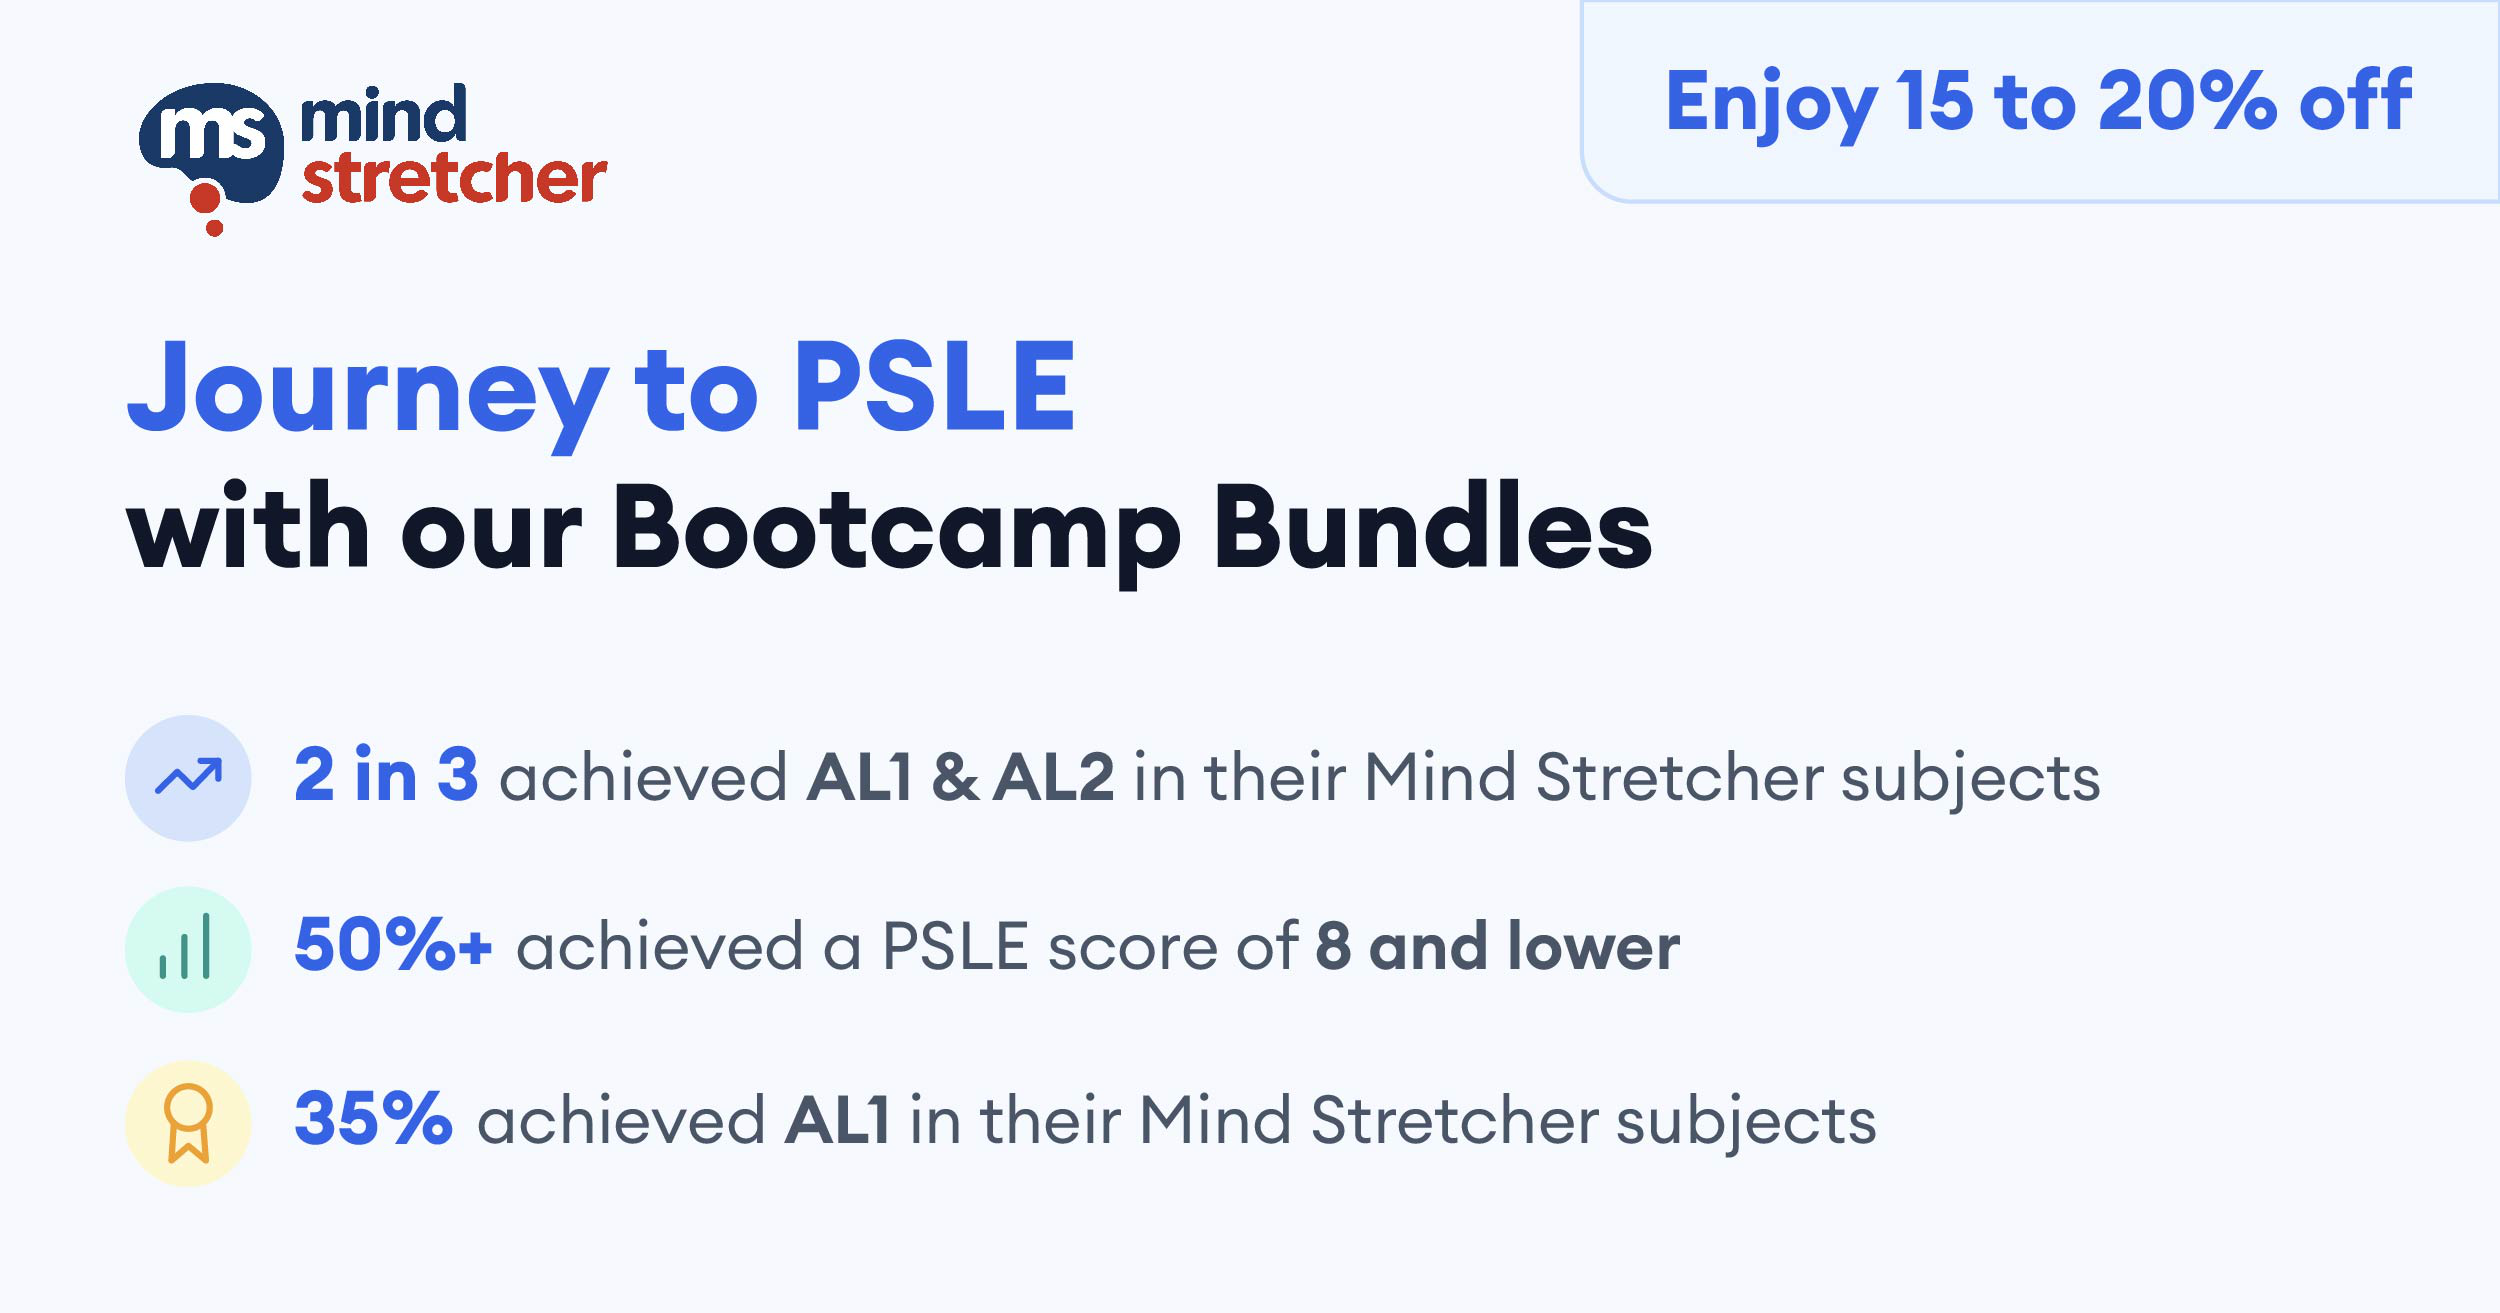 ms mind
stretcher
Enjoy 15 to 20% off
Journey to PSLE
with our Bootcamp Bundles
2 in 3 achieved AL1 & AL2 in their Mind Stretcher subjects
50%+ achieved a PSLE score of 8 and lower
35% achieved AL1 in their Mind Stretcher subjects